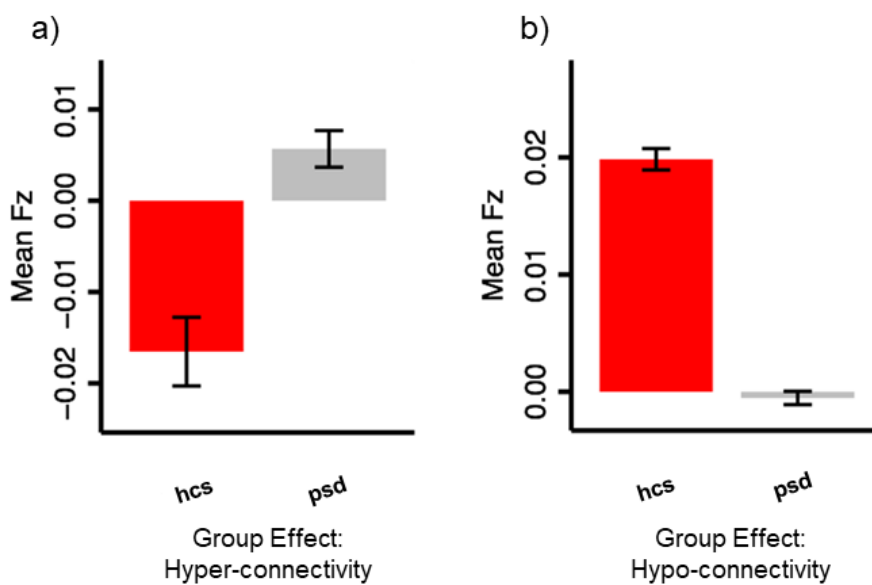 a)
Mean Fz
0.01
0.00
−0.01
−0.02
hcs
psd
Group Effect:
Hyper-connectivity
b)
Mean Fz
0.02
0.01
0.00
hcs
psd
Group Effect:
Hypo-connectivity